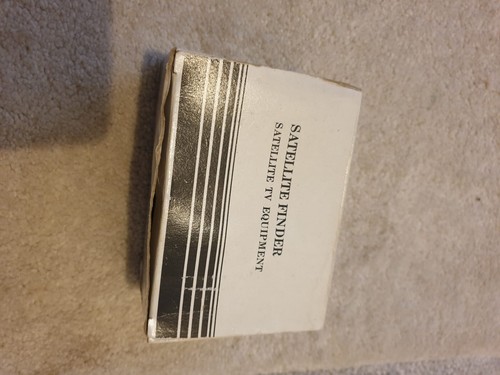 SATELLITE FINDER
SATELLITE TV EQUIPMENT